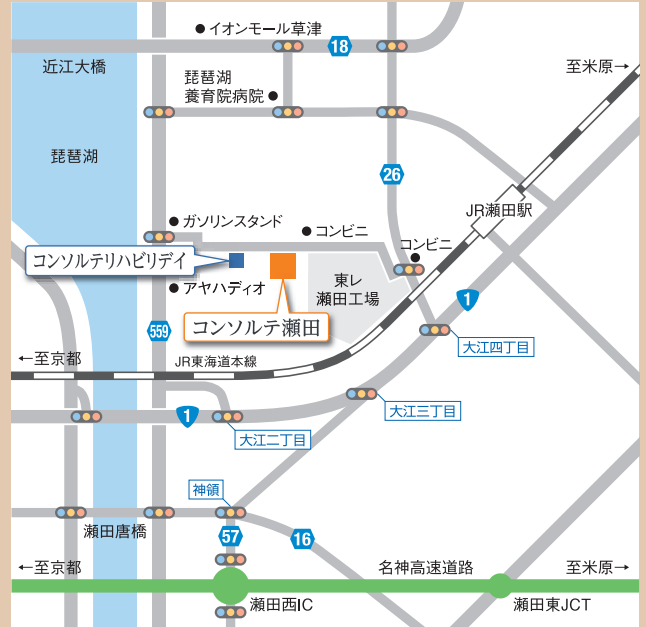 イオンモール草津
18
近江大橋
至米原→
琵琶湖
養育院病院
琵琶湖
26
JR瀬田駅
ガソリンスタンド
コンビニ
コンビニ
コンソルテリハビリデイ
東レ
瀬田工場
アヤハディオ
1
コンソルテ瀬田
559
大江四丁目
←至京都
JR東海道本線
大江三丁目
1
大江二丁目
神領
瀬田唐橋
57
16
←至京都
名神高速道路
至米原→
瀬田西IC
瀬田東JCT